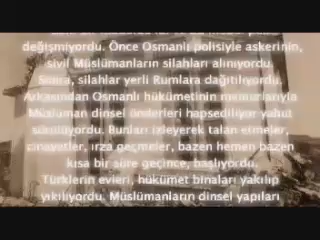 değişmiyordu. Önce Osmanlı polisiyle askerinin,
sivil Müslümanların silahları alınıyordu.
Sonra, silahlar yerli Rumlara dağıtılıyordu.
Arkasından Osmanlı hükümetinin memurlarıyla
Müslüman dinsel önderleri hapsediliyor yahut
Bunları izleyerek talan etmeler,
cinayetler, ırza geçmeler, bazen hemen bazen
kısa bir süre geçince, başlıyordu.
Türklerin evleri, hükümet binaları yakılıp
yıkılıyordu. Müslümanların dinsel yapıları